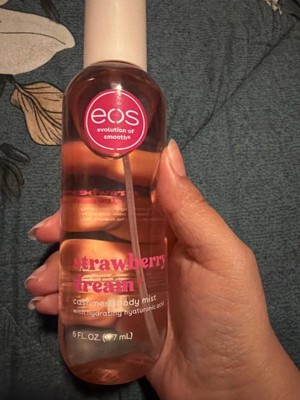 eos
evolution of
smooth®
strawberry
dream
cashmere body mist
with hydrating hyaluronic acid
6 FL. OZ. (177 mL)